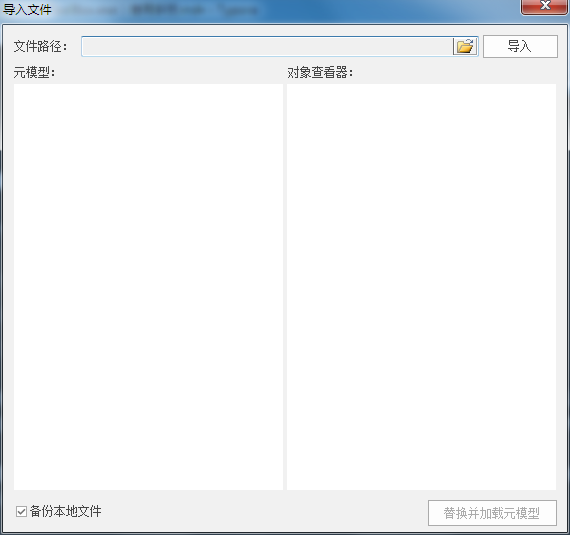 导入文件
文件路径：
导入
元模型：
对象查看器：
备份本地文件
替换并加载元模型